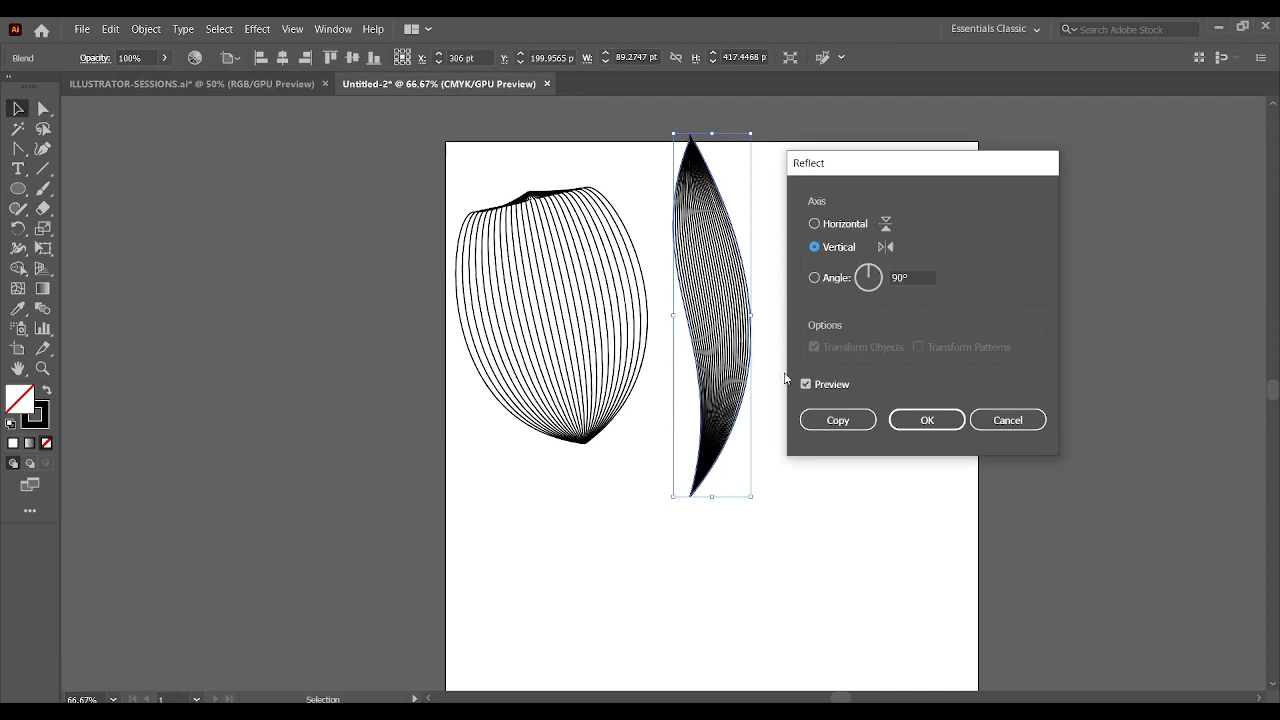 Ai File Edit Object Type Select Effect View Window Help Essentials Classic Search Adobe Stock
Blend Opacity: 100% X: 306 pt Y: 199.9565 p W: 89.2747 pt H: 417.4468 p
ILLUSTRATOR-SESSIONS.ai* @ 50% (RGB/GPU Preview) × Untitled-2* @ 66.67% (CMYK/GPU Preview) ×
Reflect
Axis
Horizontal
Vertical
Angle: 90°
Options
Transform Objects Transform Patterns
Preview
Copy OK Cancel
66.67% 1 Selection